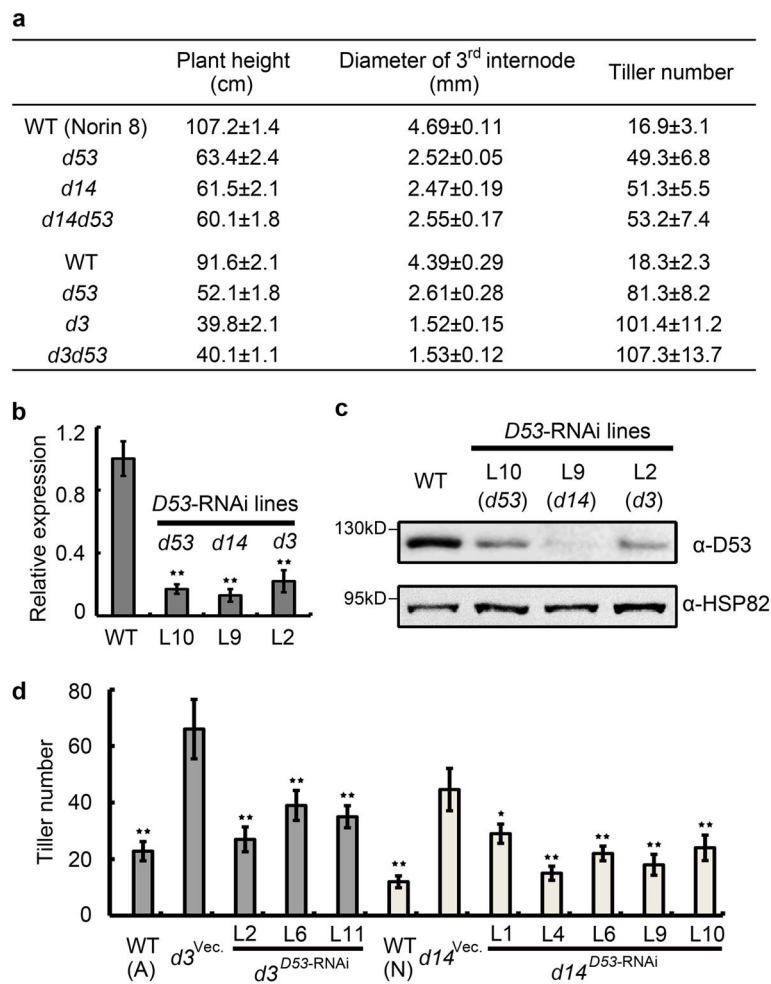 a
Plant height (cm) Diameter of 3rd internode (mm) Tiller number
WT (Norin 8) 107.2±1.4 4.69±0.11 16.9±3.1
d53 63.4±2.4 2.52±0.05 49.3±6.8
d14 61.5±2.1 2.47±0.19 51.3±5.5
d14d53 60.1±1.8 2.55±0.17 53.2±7.4
WT 91.6±2.1 4.39±0.29 18.3±2.3
d53 52.1±1.8 2.61±0.28 81.3±8.2
d3 39.8±2.1 1.52±0.15 101.4±11.2
d3d53 40.1±1.1 1.53±0.12 107.3±13.7
b
Relative expression
1.2
0.8
0.4
0
D53-RNAi lines
d53 d14 d3
** ** **
WT L10 L9 L2
c
D53-RNAi lines
WT L10 L9 L2
(d53) (d14) (d3)
130kD
α-D53
95kD
α-HSP82
d
Tiller number
80
60
40
20
0
** ** ** ** ** * ** ** ** **
WT (A) d3Vec. L2 L6 L11 WT (N) d14Vec. L1 L4 L6 L9 L10
d3D53-RNAi d14D53-RNAi